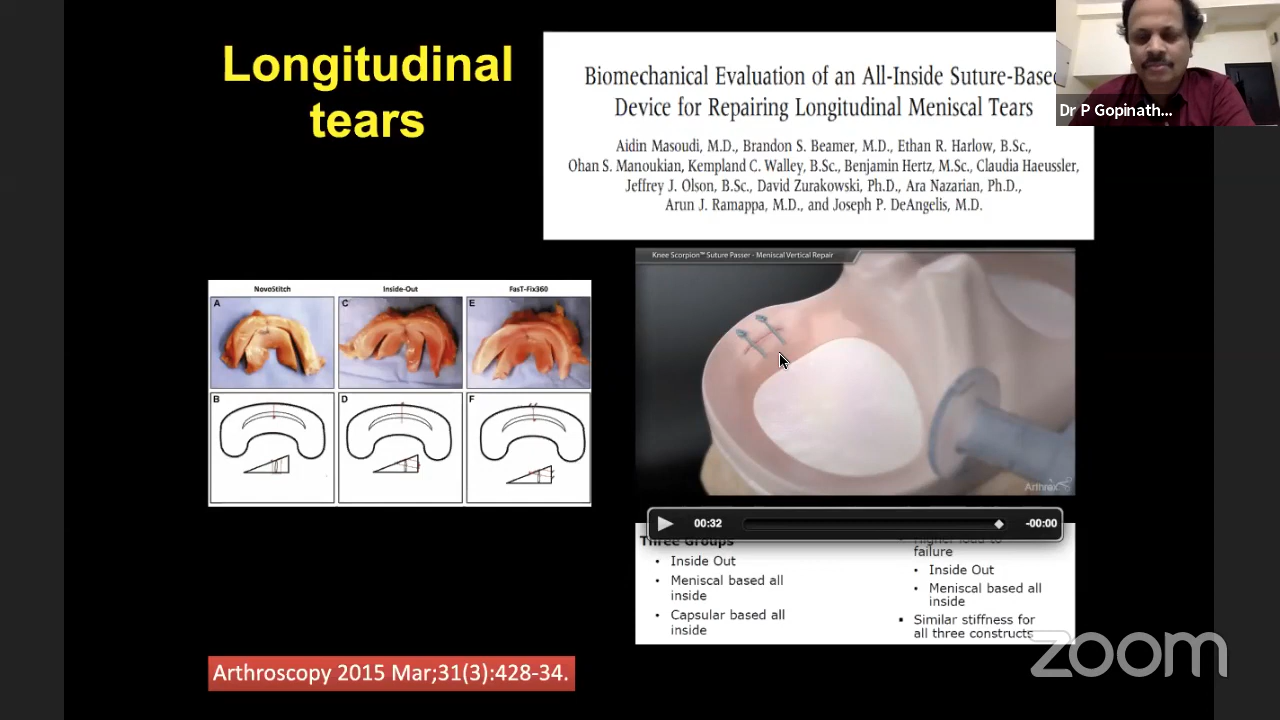 Longitudinal
tears
Biomechanical Evaluation of an All-Inside Suture-Based
Device for Repairing Longitudinal Meniscal Tears
Aidin Masoudi, M.D., Brandon S. Beamer, M.D., Ethan R. Harlow, B.Sc.,
Ohan S. Manoukian, Kempland C. Walley, B.Sc., Benjamin Hertz, M.Sc., Claudia Haeussler,
Jeffrey J. Olson, B.Sc., David Zurakowski, Ph.D., Ara Nazarian, Ph.D.,
Arun J. Ramappa, M.D., and Joseph P. DeAngelis, M.D.
Dr P Gopinath...
NovoStitch Inside-Out FasT-Fix360
A C E
B D F
Knee Scorpion™ Suture Passer - Meniscal Vertical Repair
Arthrex
00:32 -00:00
Three Groups
• Inside Out
• Meniscal based all
inside
• Capsular based all
inside
Higher load to
failure
• Inside Out
• Meniscal based all
inside
▪ Similar stiffness for
all three constructs
Arthroscopy 2015 Mar;31(3):428-34.
zoom